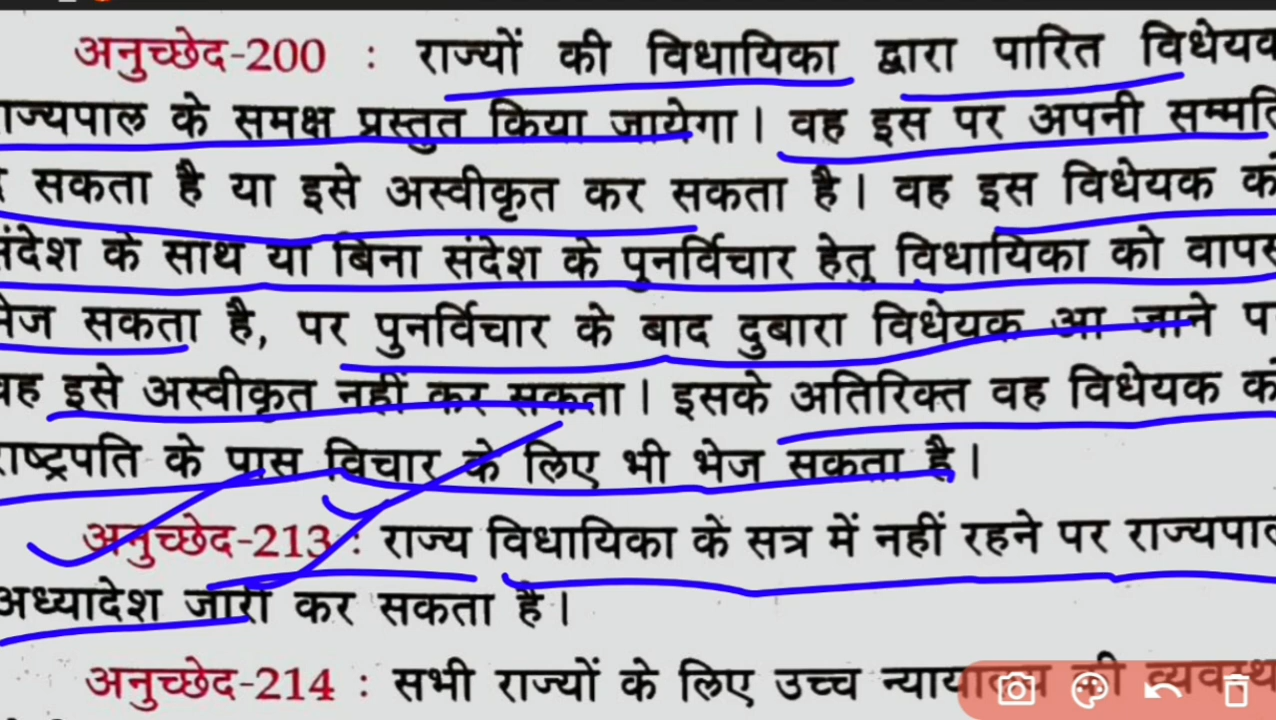 अनुच्छेद-200 : राज्यों की विधायिका द्वारा पारित विधेयक
राज्यपाल के समक्ष प्रस्तुत किया जायेगा। वह इस पर अपनी सम्मति
सकता है या इसे अस्वीकृत कर सकता है। वह इस विधेयक को
संदेश के साथ या बिना संदेश के पुनर्विचार हेतु विधायिका को वापस
भेज सकता है, पर पुनर्विचार के बाद दुबारा विधेयक आ जाने पर
वह इसे अस्वीकृत नहीं कर सकता। इसके अतिरिक्त वह विधेयक को
राष्ट्रपति के पास विचार के लिए भी भेज सकता है।
अनुच्छेद-213 : राज्य विधायिका के सत्र में नहीं रहने पर राज्यपाल
अध्यादेश जारी कर सकता है।
अनुच्छेद-214 : सभी राज्यों के लिए उच्च न्यायालय की व्यवस्था